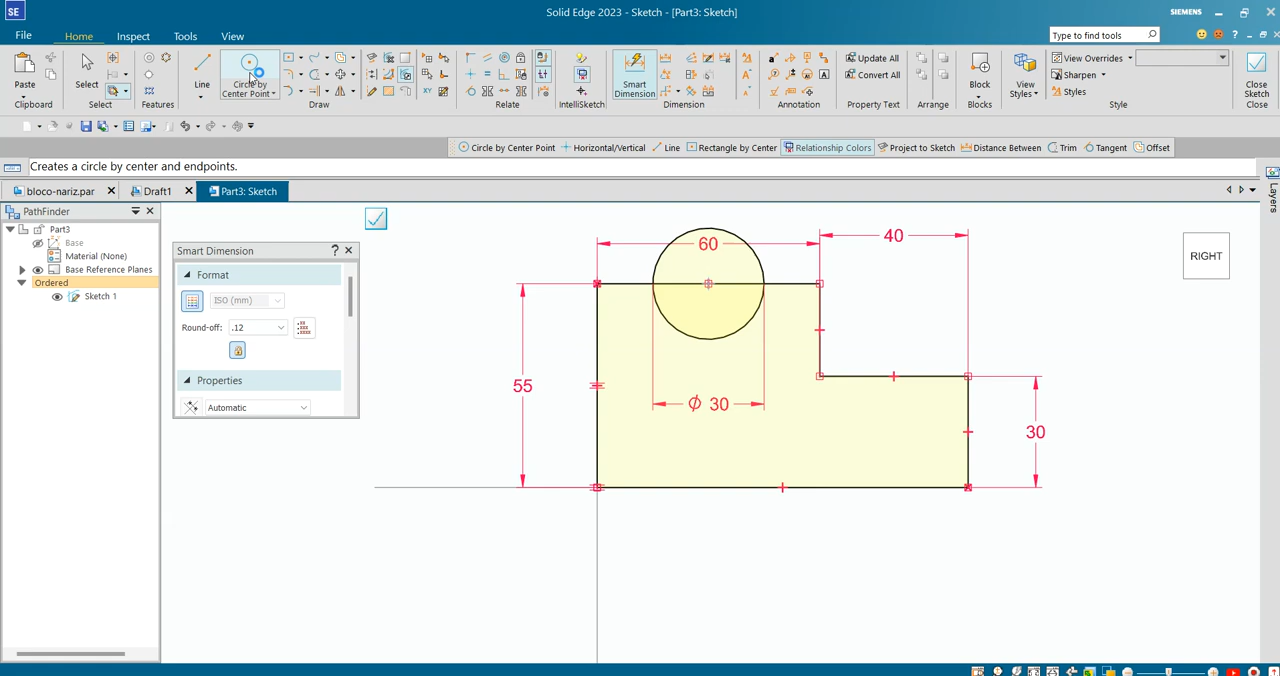 SE
Solid Edge 2023 - Sketch - [Part3: Sketch]
SIEMENS
File
Home
Inspect
Tools
View
Type to find tools
Paste
Select
Line
Circle by
Center Point
Smart
Dimension
Update All
Convert All
Block
View
Styles
View Overrides
Sharpen
Styles
Close
Sketch
Clipboard
Select
Features
Draw
Relate
IntelliSketch
Dimension
Annotation
Property Text
Arrange
Blocks
Style
Close
Circle by Center Point
Horizontal/Vertical
Line
Rectangle by Center
Relationship Colors
Project to Sketch
Distance Between
Trim
Tangent
Offset
Creates a circle by center and endpoints.
bloco-nariz.par
Draft1
Part3: Sketch
Layers
PathFinder
Part3
Base
Material (None)
Base Reference Planes
Ordered
Sketch 1
Smart Dimension
?
Format
ISO (mm)
Round-off:
.12
Properties
Automatic
60
40
55
ϕ 30
30
RIGHT